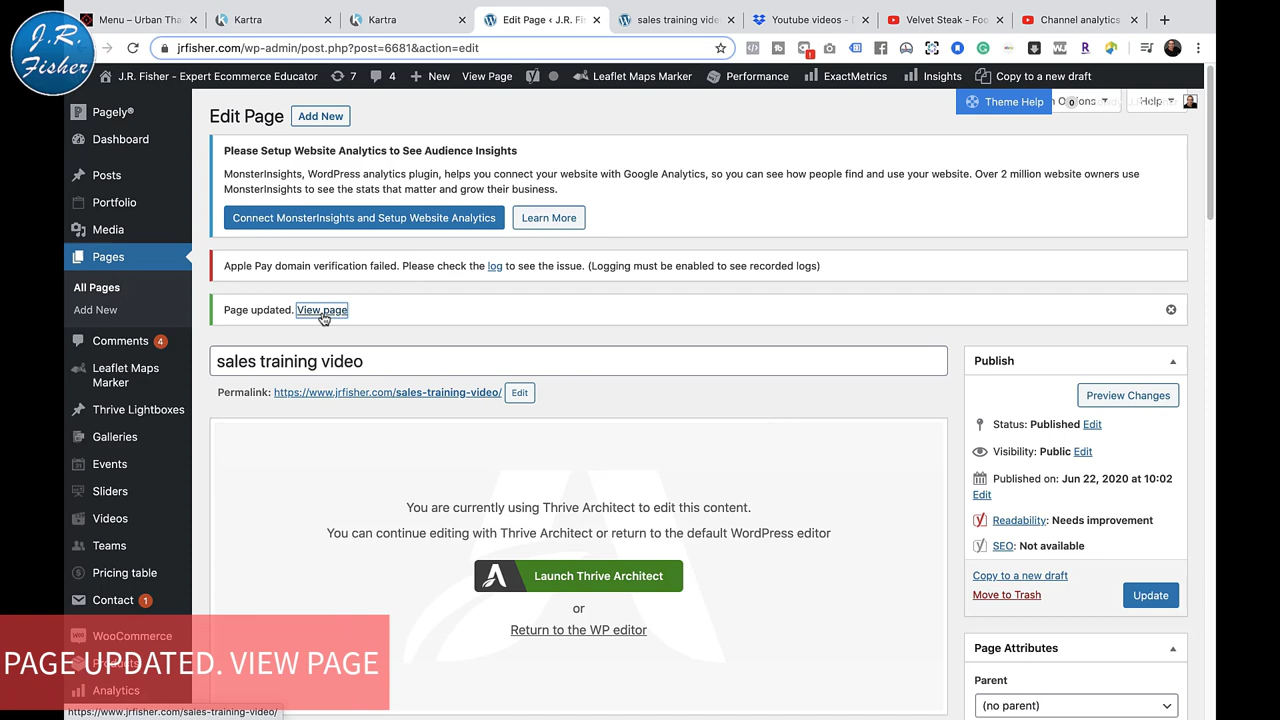 Menu – Urban Tha
Kartra
Kartra
Edit Page ‹ J.R. Fi
sales training vide
Youtube videos - D
Velvet Steak - Foo
Channel analytics
J.R.
Fisher
jrfisher.com/wp-admin/post.php?post=6681&action=edit
J.R. Fisher - Expert Ecommerce Educator
7
4
New
View Page
Leaflet Maps Marker
Performance
ExactMetrics
Insights
Copy to a new draft
Pagely®
Dashboard
Posts
Portfolio
Media
Pages
All Pages
Add New
Comments 4
Leaflet Maps
Marker
Thrive Lightboxes
Galleries
Events
Sliders
Videos
Teams
Pricing table
Contact 1
WooCommerce
Products
Analytics
Edit Page
Add New
Theme Help
0
Options
Help
Please Setup Website Analytics to See Audience Insights
MonsterInsights, WordPress analytics plugin, helps you connect your website with Google Analytics, so you can see how people find and use your website. Over 2 million website owners use
MonsterInsights to see the stats that matter and grow their business.
Connect MonsterInsights and Setup Website Analytics
Learn More
Apple Pay domain verification failed. Please check the log to see the issue. (Logging must be enabled to see recorded logs)
Page updated. View page
sales training video
Permalink: https://www.jrfisher.com/sales-training-video/ Edit
You are currently using Thrive Architect to edit this content.
You can continue editing with Thrive Architect or return to the default WordPress editor
Launch Thrive Architect
or
Return to the WP editor
Publish
Preview Changes
Status: Published Edit
Visibility: Public Edit
Published on: Jun 22, 2020 at 10:02
Edit
Readability: Needs improvement
SEO: Not available
Copy to a new draft
Move to Trash
Update
Page Attributes
Parent
(no parent)
PAGE UPDATED. VIEW PAGE
https://www.jrfisher.com/sales-training-video/